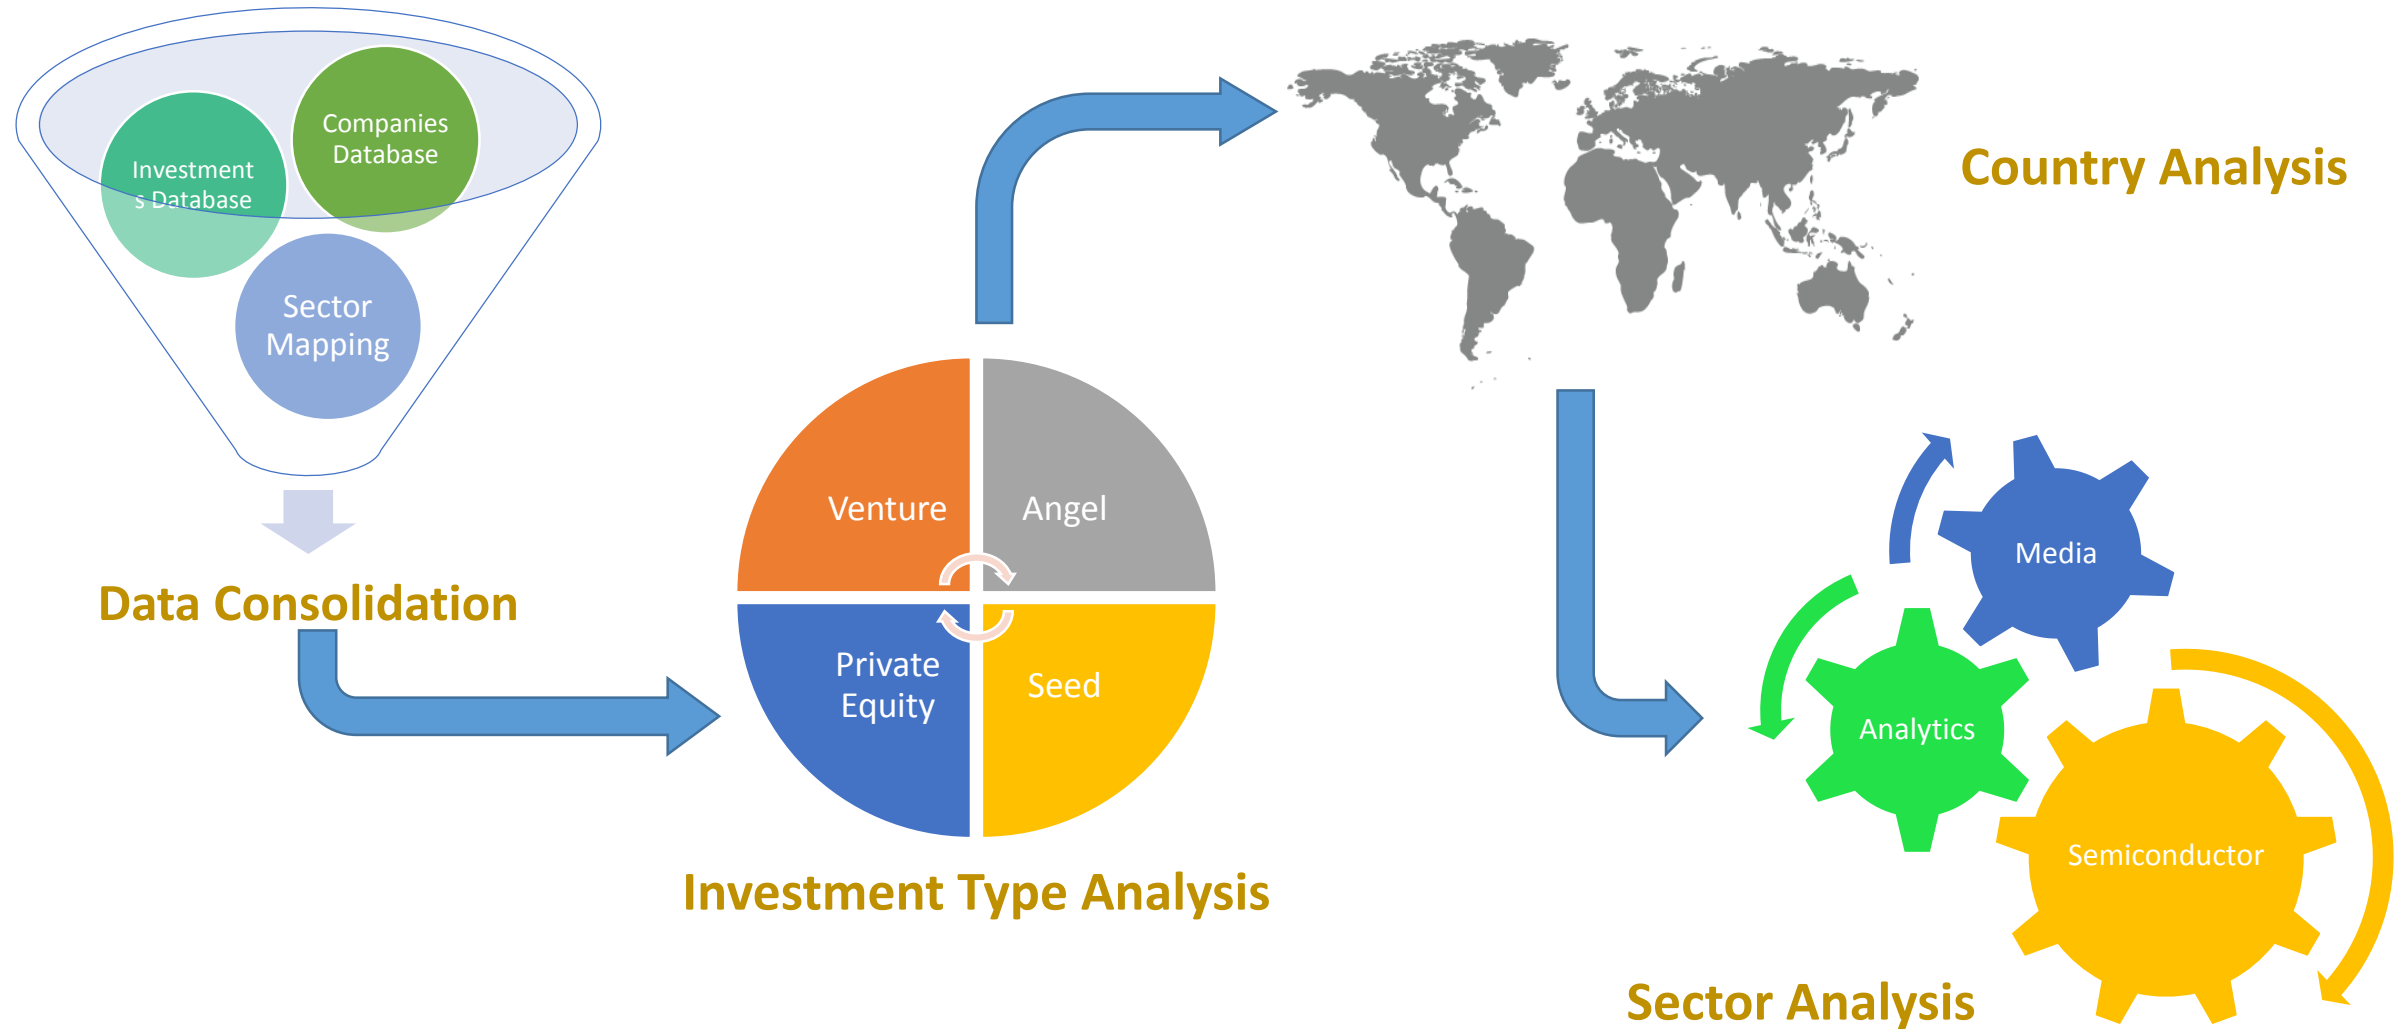 Companies
Database
Investment
s Database
Sector
Mapping
Data Consolidation
Venture
Angel
Private
Equity
Seed
Investment Type Analysis
Country Analysis
Media
Analytics
Semiconductor
Sector Analysis